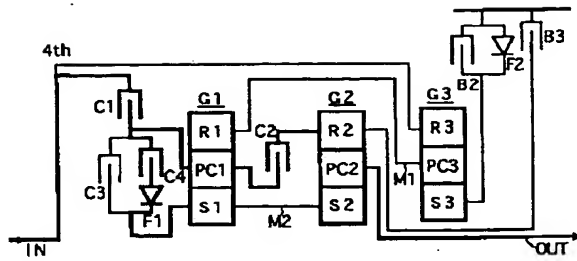 4th
B3
F2
B2
C1
G1
G2
G3
R1
C2
R2
R3
C3
C4
PC1
PC2
M1
PC3
F1
S1
M2
S2
S3
IN
OUT